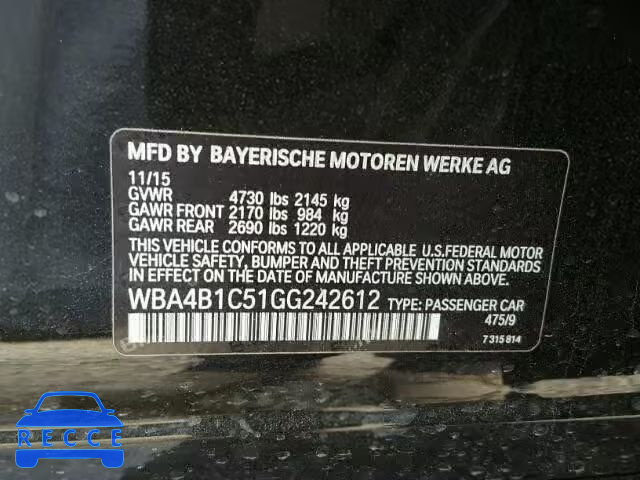 MFD BY BAYERISCHE MOTOREN WERKE AG
11/15
GVWR 4730 lbs 2145 kg
GAWR FRONT 2170 lbs 984 kg
GAWR REAR 2690 lbs 1220 kg
THIS VEHICLE CONFORMS TO ALL APPLICABLE U.S.FEDERAL MOTOR
VEHICLE SAFETY, BUMPER AND THEFT PREVENTION STANDARDS
IN EFFECT ON THE DATE OF MANUFACTURE SHOWN ABOVE.
WBA4B1C51GG242612 TYPE: PASSENGER CAR
475/9
7 315 814
RECCE